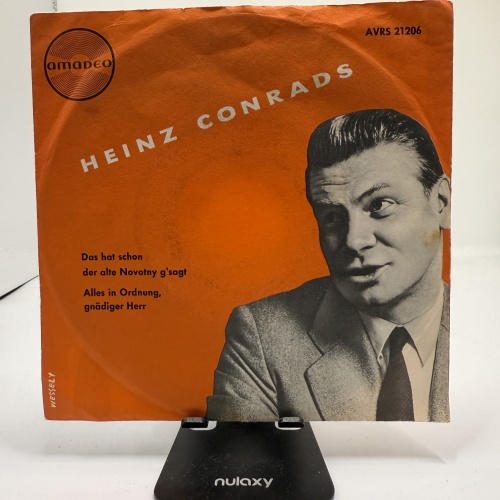 amadeo
AVRS 21206
HEINZ CONRADS
Das hat schon
der alte Novotny g'sagt
Alles in Ordnung,
gnädiger Herr
WESSELY
nulaxy